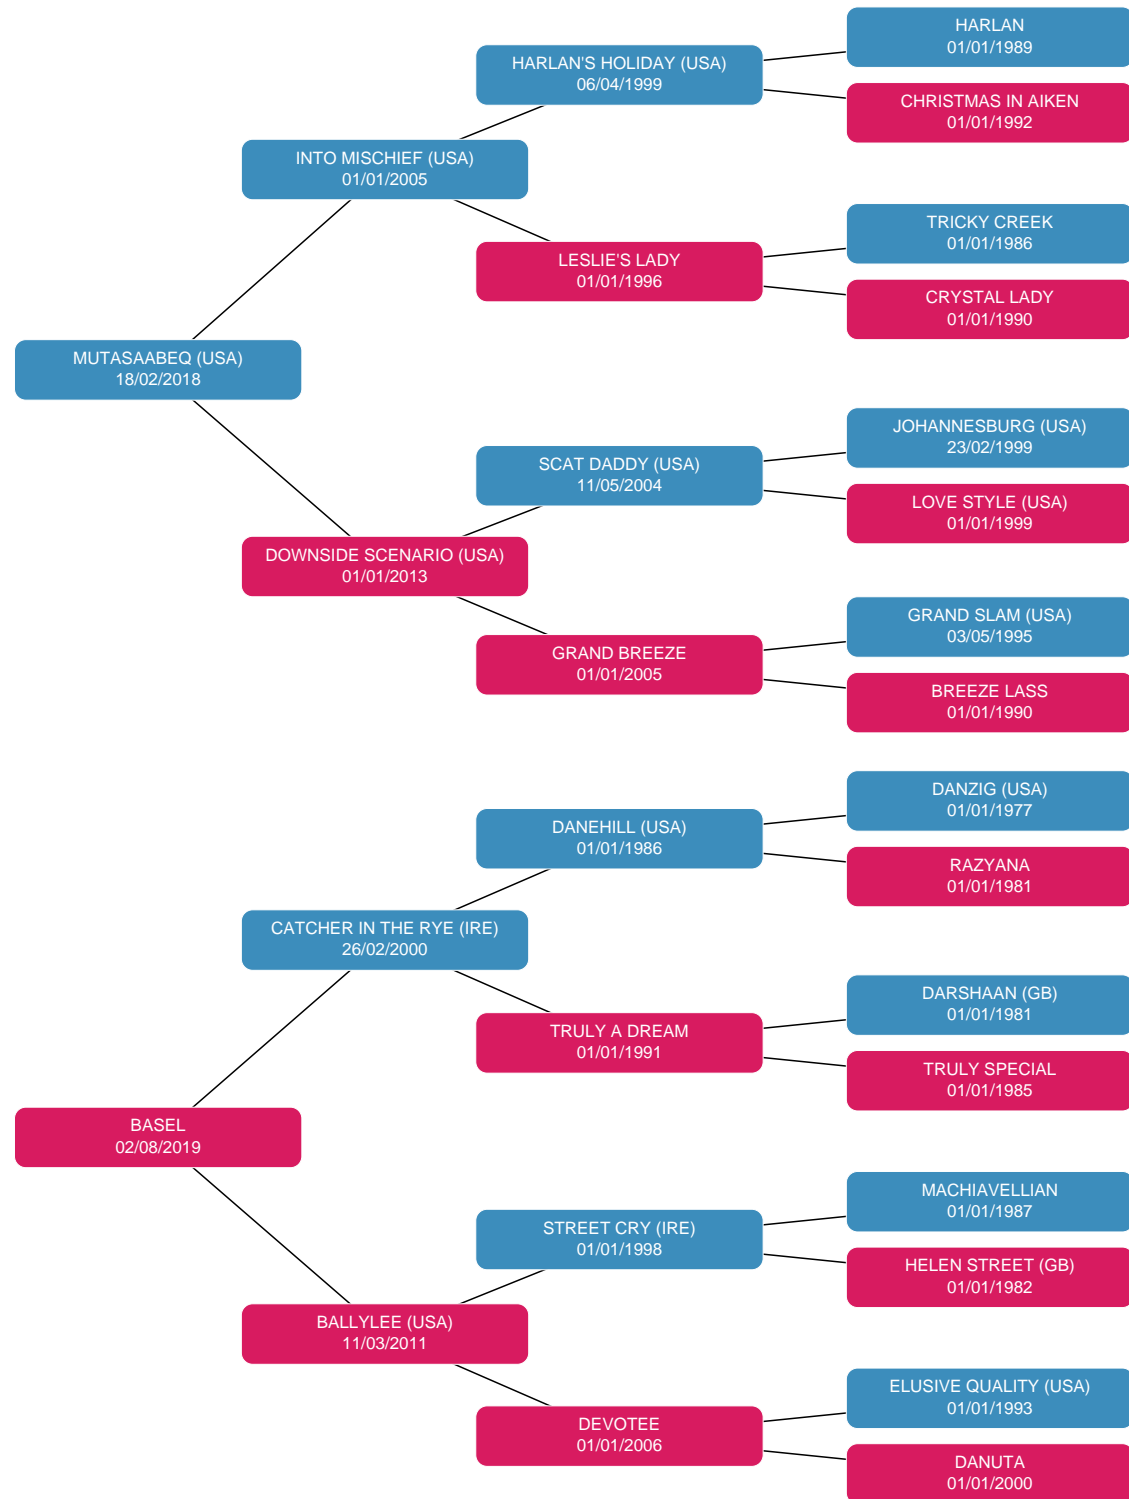 HARLAN
01/01/1989
HARLAN'S HOLIDAY (USA)
06/04/1999
CHRISTMAS IN AIKEN
01/01/1992
INTO MISCHIEF (USA)
01/01/2005
TRICKY CREEK
01/01/1986
LESLIE'S LADY
01/01/1996
CRYSTAL LADY
01/01/1990
MUTASAABEQ (USA)
18/02/2018
JOHANNESBURG (USA)
23/02/1999
SCAT DADDY (USA)
11/05/2004
LOVE STYLE (USA)
01/01/1999
DOWNSIDE SCENARIO (USA)
01/01/2013
GRAND SLAM (USA)
03/05/1995
GRAND BREEZE
01/01/2005
BREEZE LASS
01/01/1990
DANZIG (USA)
01/01/1977
DANEHILL (USA)
01/01/1986
RAZYANA
01/01/1981
CATCHER IN THE RYE (IRE)
26/02/2000
DARSHAAN (GB)
01/01/1981
TRULY A DREAM
01/01/1991
TRULY SPECIAL
01/01/1985
BASEL
02/08/2019
MACHIAVELLIAN
01/01/1987
STREET CRY (IRE)
01/01/1998
HELEN STREET (GB)
01/01/1982
BALLYLEE (USA)
11/03/2011
ELUSIVE QUALITY (USA)
01/01/1993
DEVOTEE
01/01/2006
DANUTA
01/01/2000